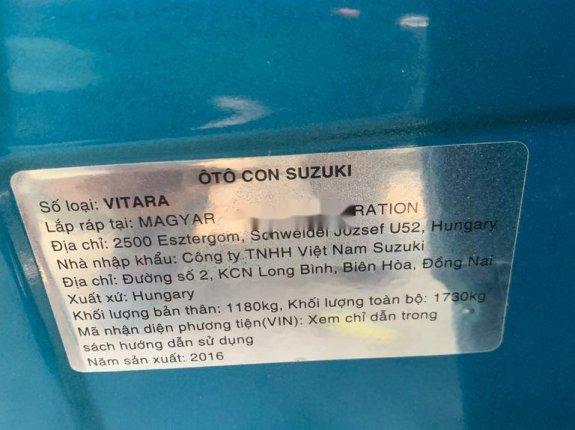 ÔTÔ CON SUZUKI
Số loại: VITARA
Lắp ráp tại: MAGYAR RATION
Địa chỉ: 2500 Esztergom, Schweidel József U52, Hungary
Nhà nhập khẩu: Công ty TNHH Việt Nam Suzuki
Địa chỉ: Đường số 2, KCN Long Bình, Biên Hòa, Đồng Nai
Xuất xứ: Hungary
Khối lượng bản thân: 1180kg, Khối lượng toàn bộ: 1730kg
Mã nhận diện phương tiện(VIN): Xem chỉ dẫn trong
sách hướng dẫn sử dụng
Năm sản xuất: 2016